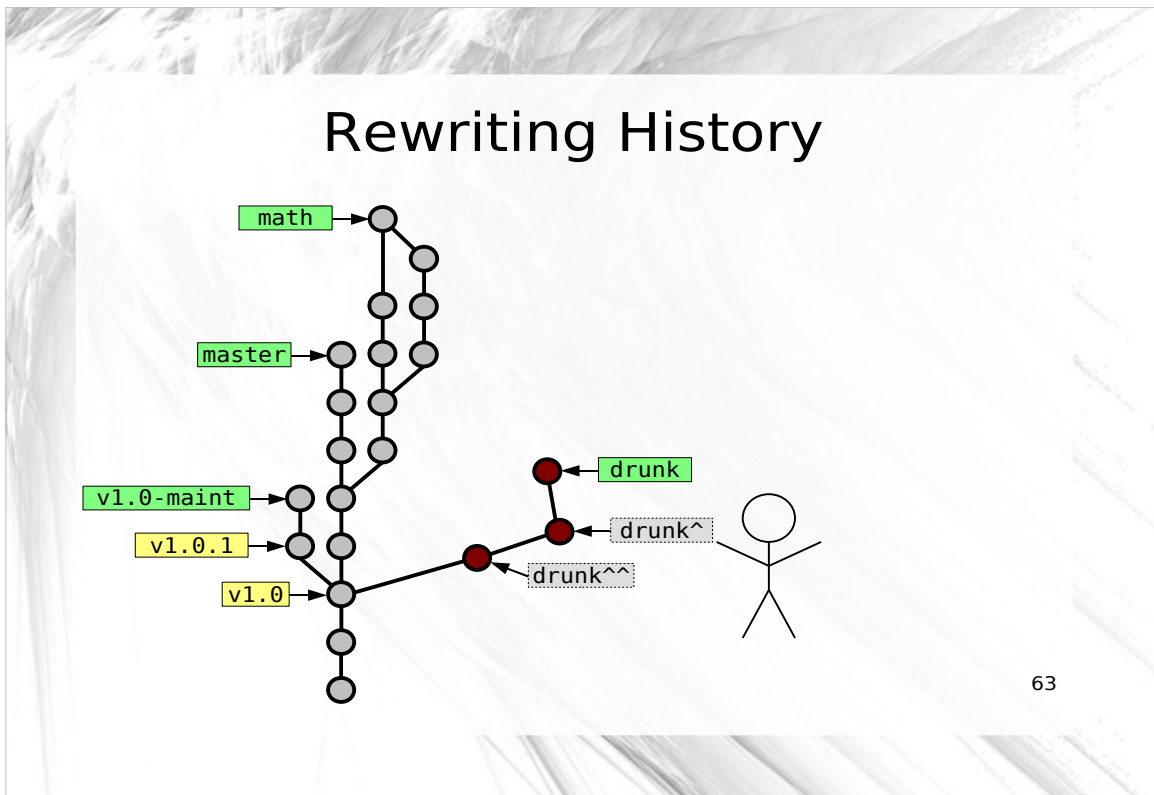 Rewriting History
math
master
drunk
v1.0-maint
drunk^
v1.0.1
drunk^^
v1.0
63